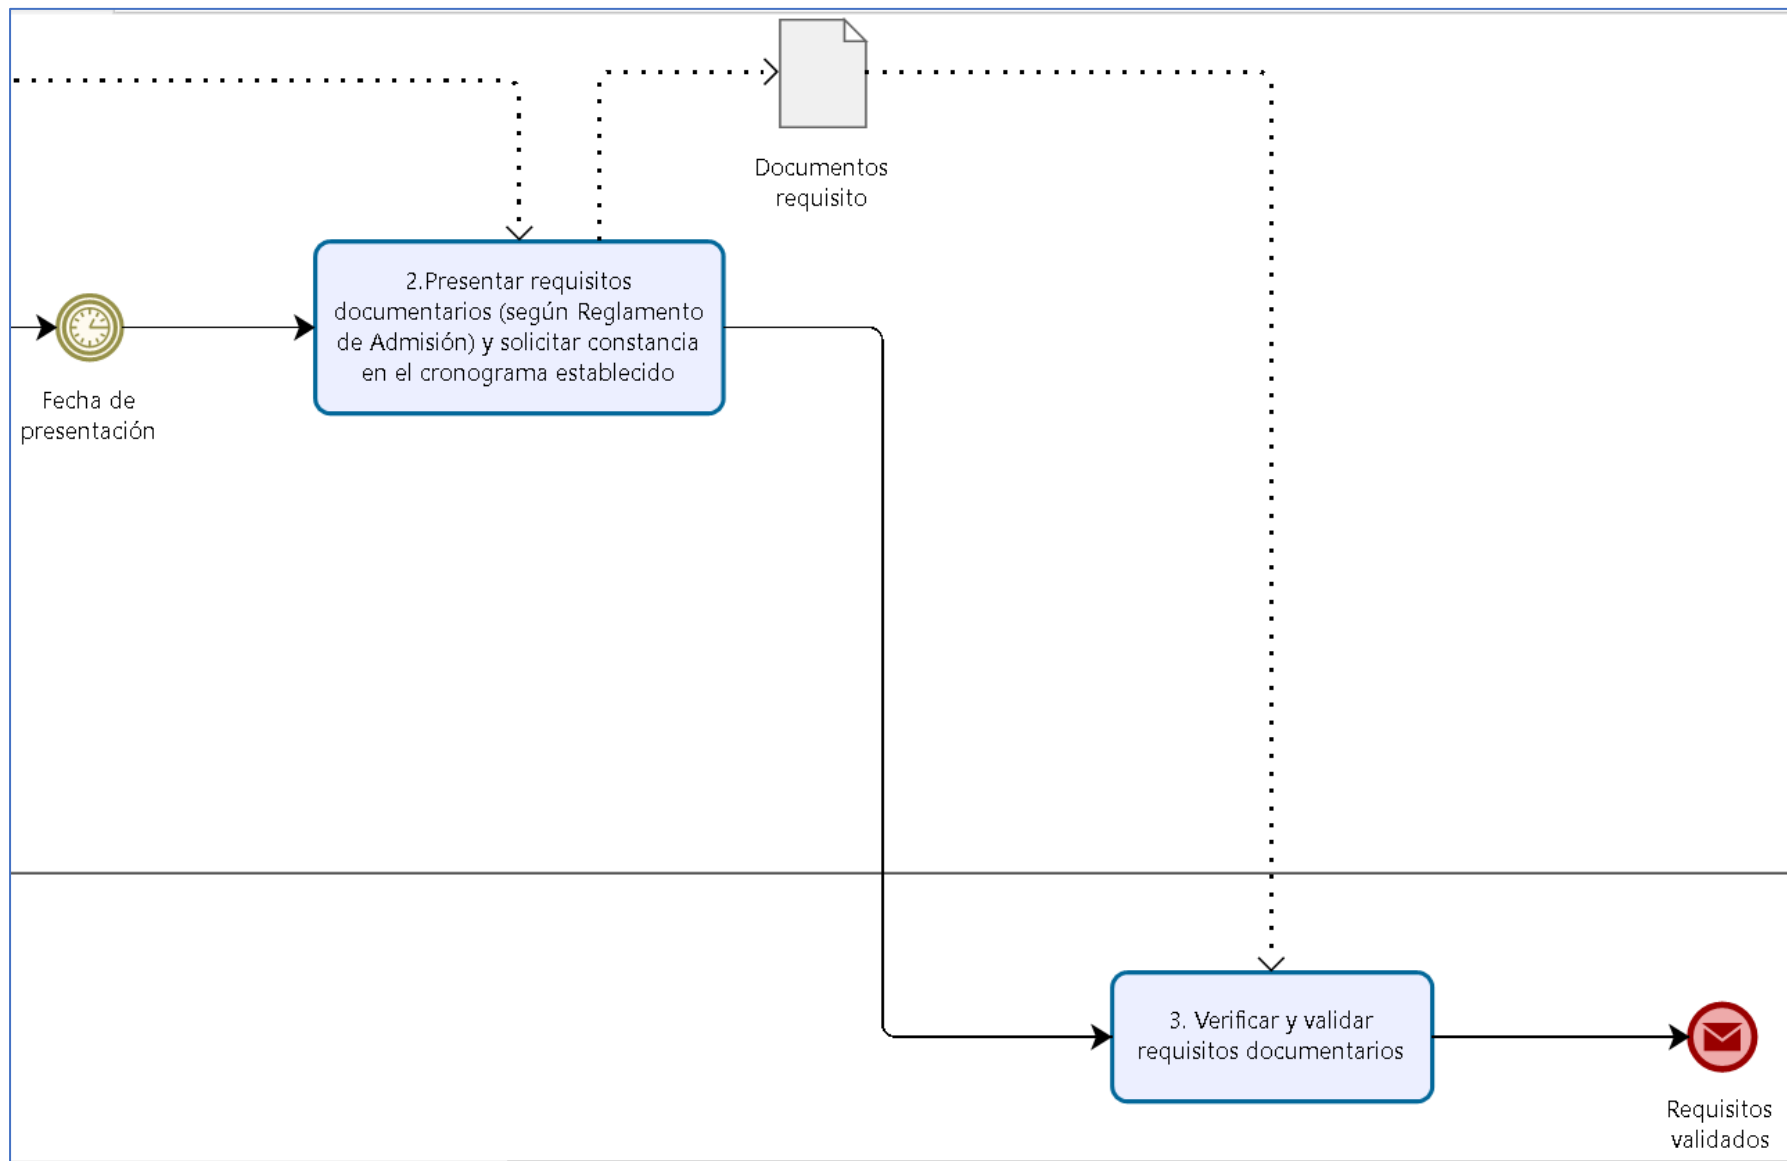 Documentos
requisito
2.Presentar requisitos
documentarios (según Reglamento
de Admisión) y solicitar constancia
en el cronograma establecido
Fecha de
presentación
3. Verificar y validar
requisitos documentarios
Requisitos
validados